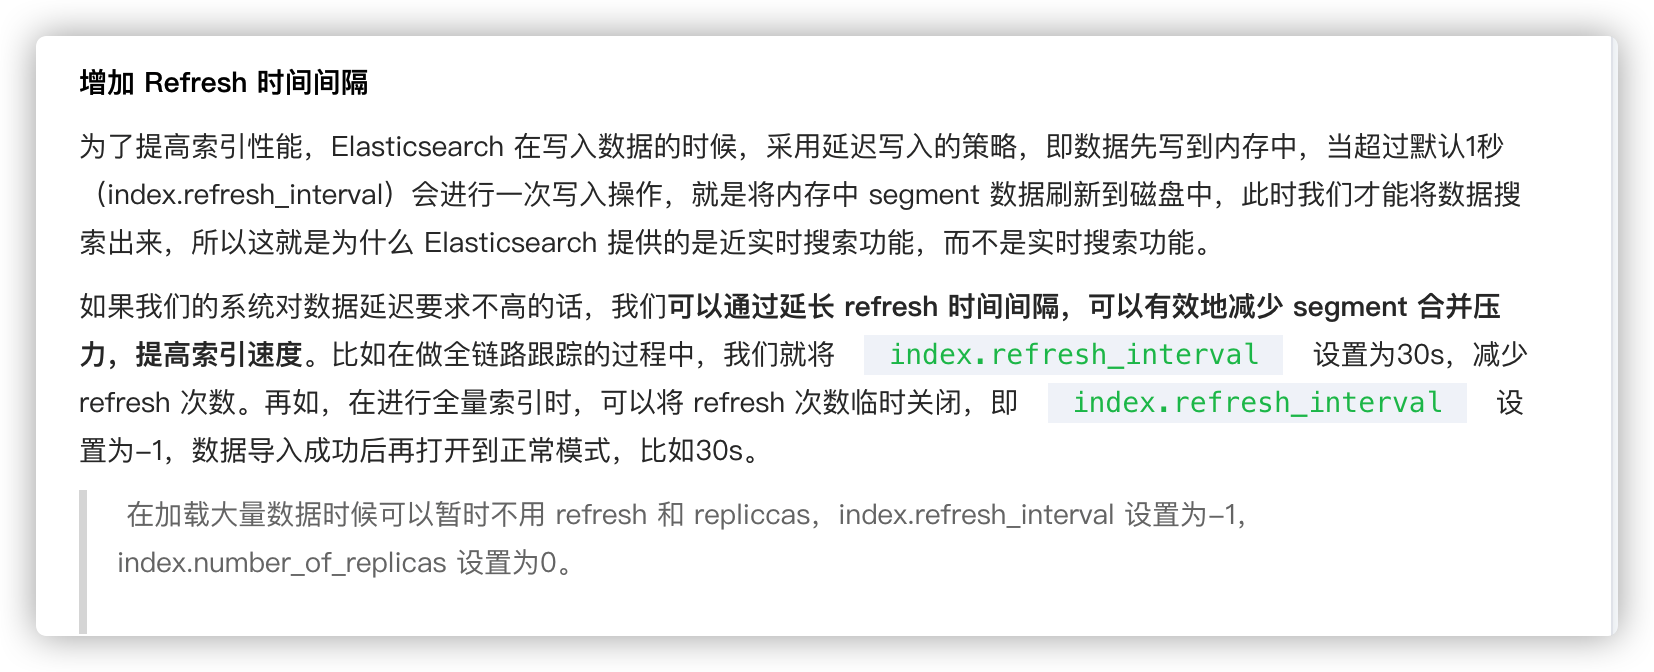 增加 Refresh 时间间隔
为了提高索引性能，Elasticsearch 在写入数据的时候，采用延迟写入的策略，即数据先写到内存中，当超过默认1秒
（index.refresh_interval）会进行一次写入操作，就是将内存中 segment 数据刷新到磁盘中，此时我们才能将数据搜
索出来，所以这就是为什么 Elasticsearch 提供的是近实时搜索功能，而不是实时搜索功能。
如果我们的系统对数据延迟要求不高的话，我们可以通过延长 refresh 时间间隔，可以有效地减少 segment 合并压
力，提高索引速度。比如在做全链路跟踪的过程中，我们就将 index.refresh_interval 设置为30s，减少
refresh 次数。再如，在进行全量索引时，可以将 refresh 次数临时关闭，即 index.refresh_interval 设
置为-1，数据导入成功后再打开到正常模式，比如30s。
在加载大量数据时候可以暂时不用 refresh 和 repliccas，index.refresh_interval 设置为-1,
index.number_of_replicas 设置为0。